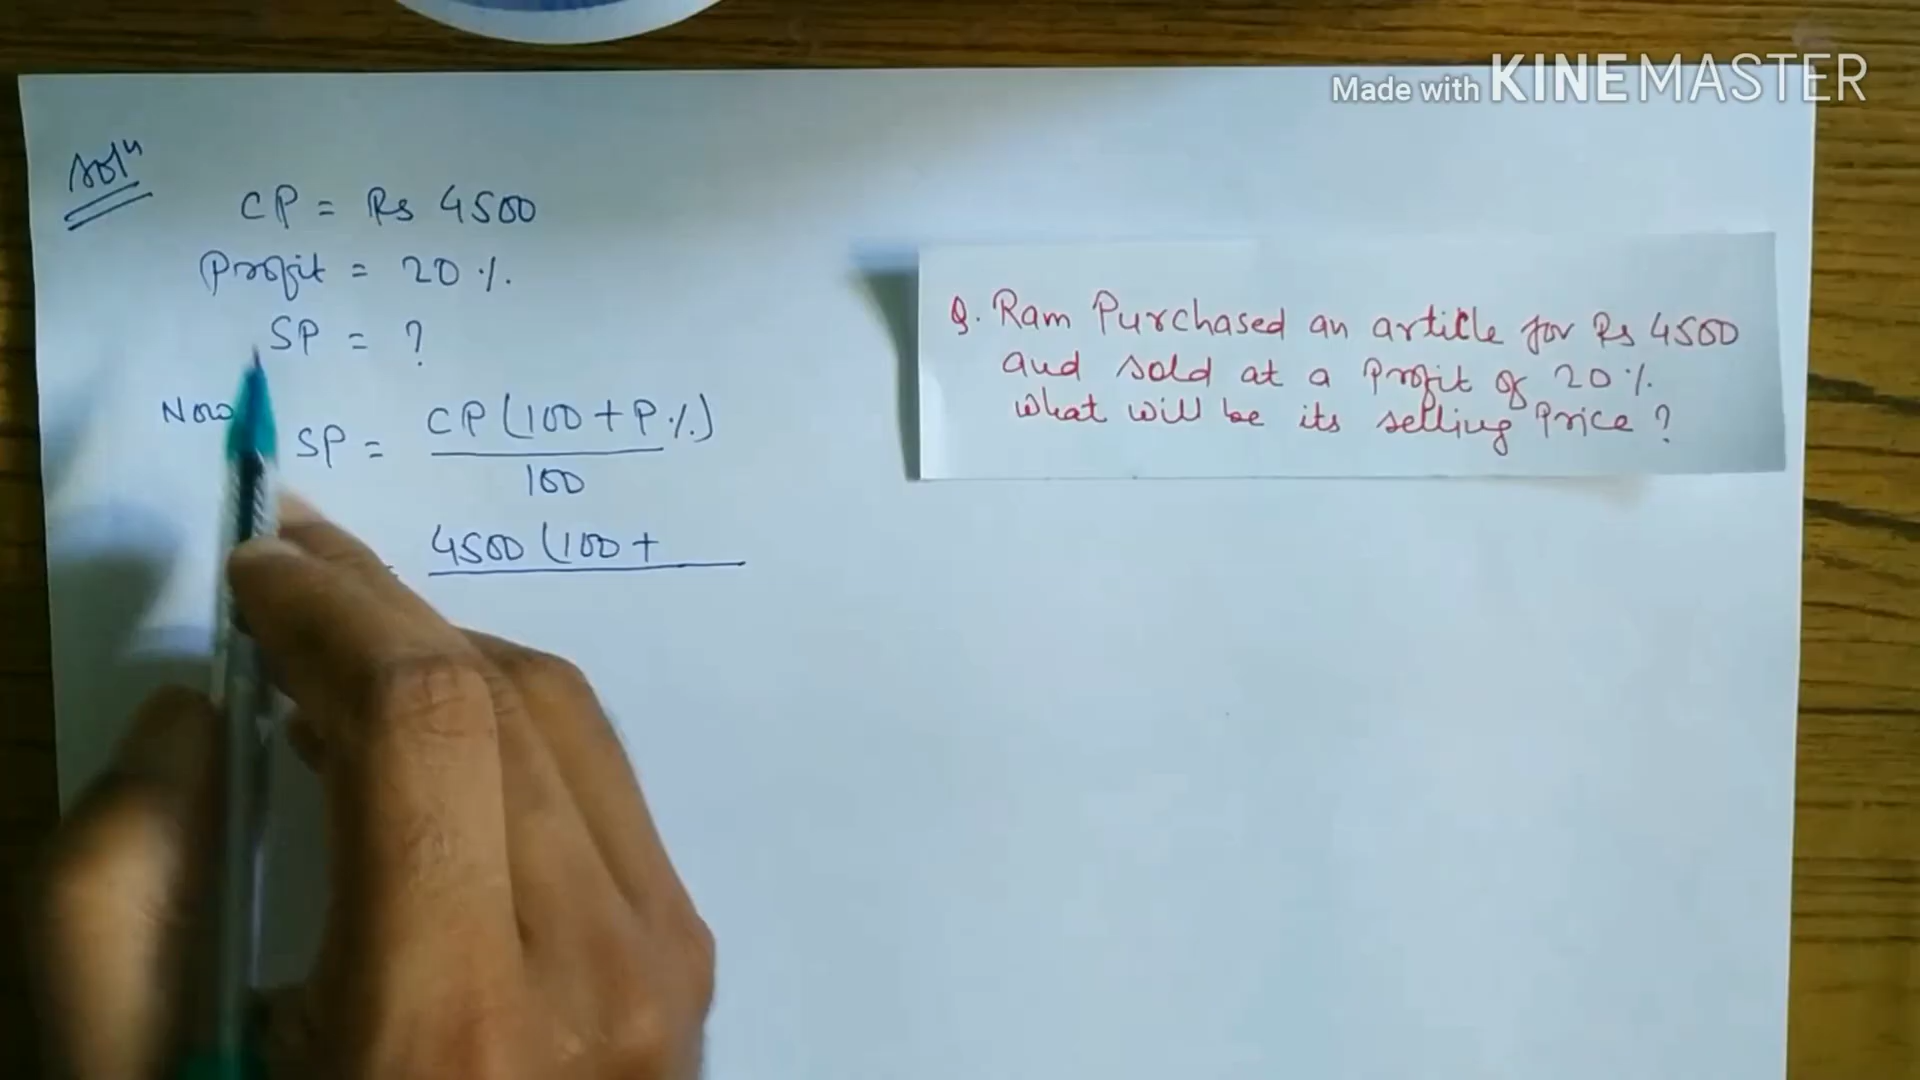 Made with KINEMASTER
Solⁿ
CP = Rs 4500
Profit = 20 %.
SP = ?
Now
SP = CP (100 + P %)
100
= 4500 (100 +
Q. Ram Purchased an article for Rs 4500
and sold at a Profit of 20 %.
What will be its selling Price ?